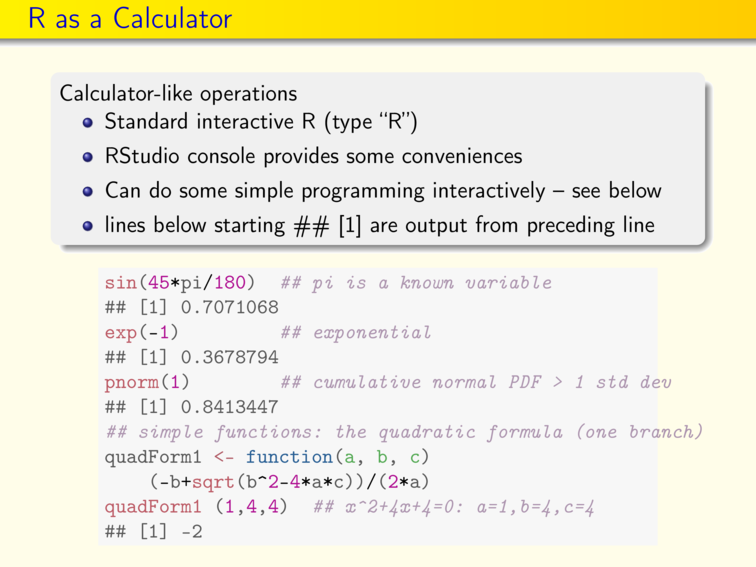 R as a Calculator
Calculator-like operations
Standard interactive R (type “R”)
RStudio console provides some conveniences
Can do some simple programming interactively – see below
lines below starting ## [1] are output from preceding line
sin(45*pi/180)  ## pi is a known variable
## [1] 0.7071068
exp(-1)         ## exponential
## [1] 0.3678794
pnorm(1)        ## cumulative normal PDF > 1 std dev
## [1] 0.8413447
## simple functions: the quadratic formula (one branch)
quadForm1 <- function(a, b, c)
    (-b+sqrt(b^2-4*a*c))/(2*a)
quadForm1 (1,4,4)  ## x^2+4x+4=0: a=1,b=4,c=4
## [1] -2